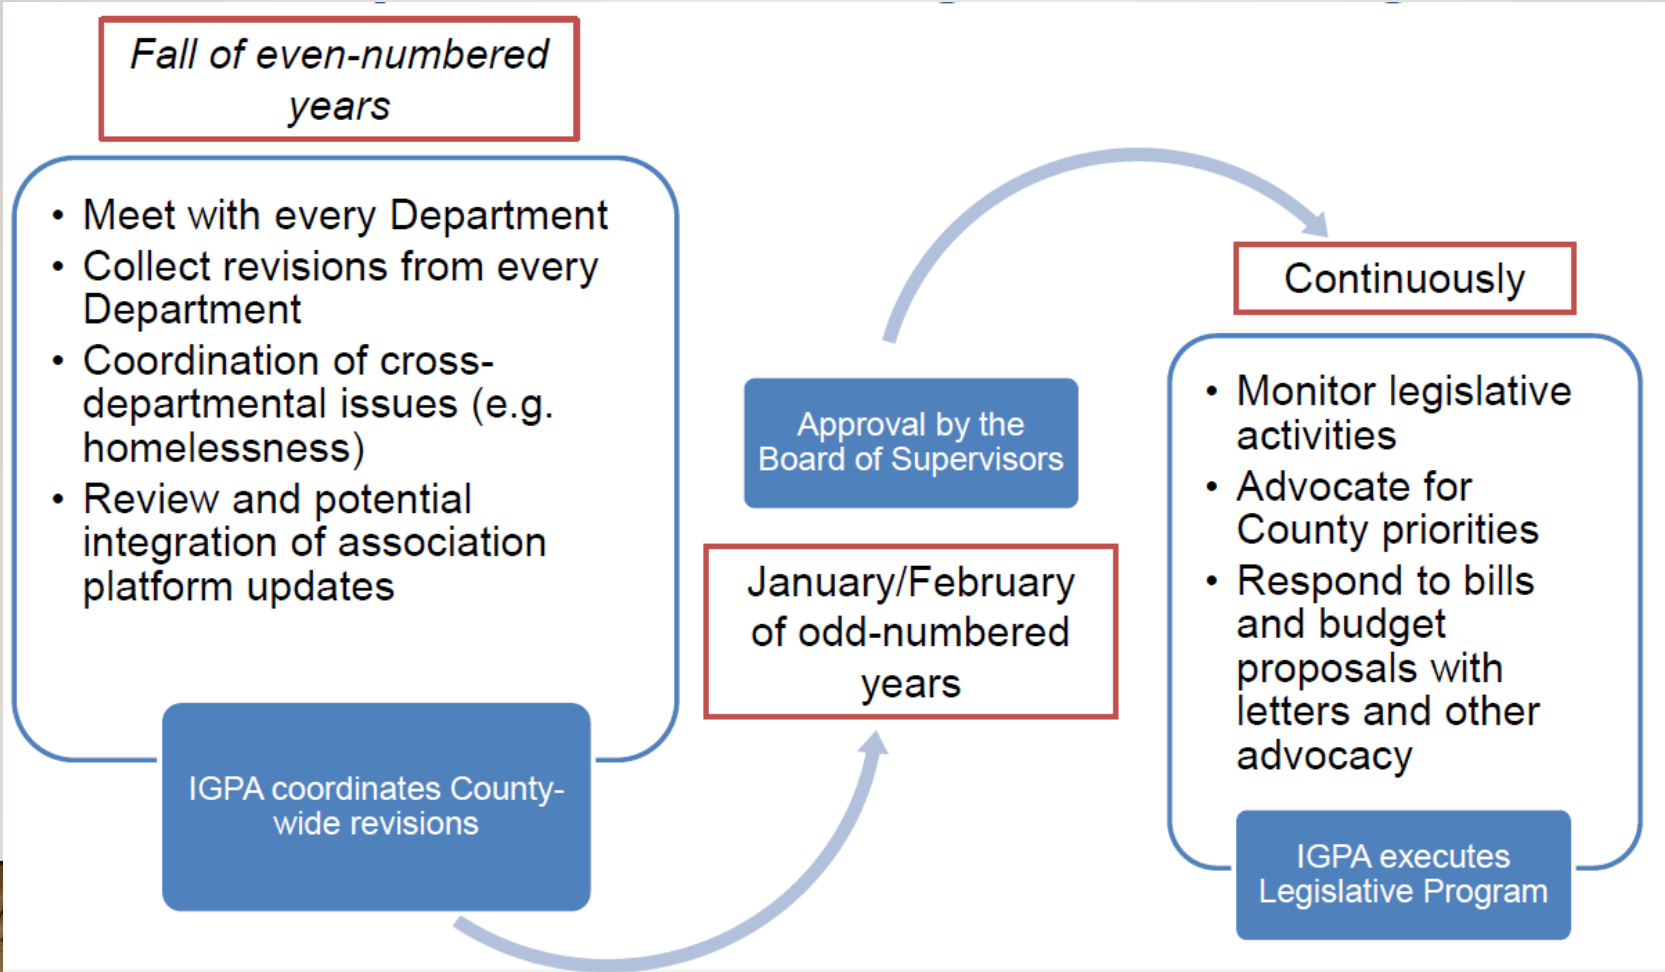 Fall of even-numbered
years
• Meet with every Department
• Collect revisions from every
Department
• Coordination of cross-
departmental issues (e.g.
homelessness)
• Review and potential
integration of association
platform updates
IGPA coordinates County-
wide revisions
Approval by the
Board of Supervisors
January/February
of odd-numbered
years
Continuously
• Monitor legislative
activities
• Advocate for
County priorities
• Respond to bills
and budget
proposals with
letters and other
advocacy
IGPA executes
Legislative Program